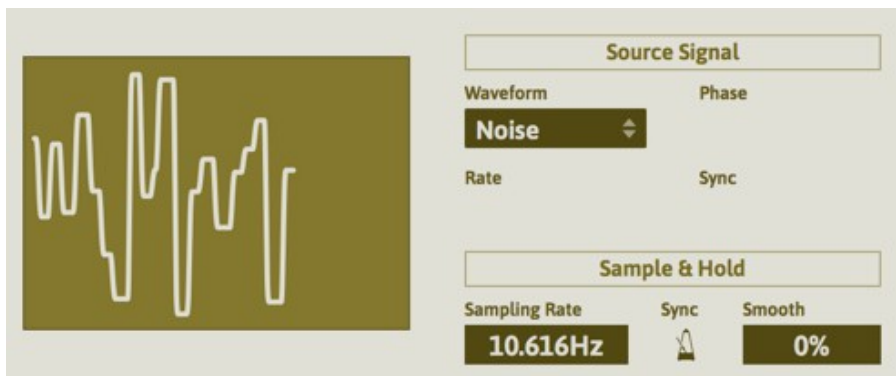 Source Signal
Waveform Phase
Noise
Rate Sync
Sample & Hold
Sampling Rate Sync Smooth
10.616Hz 0%